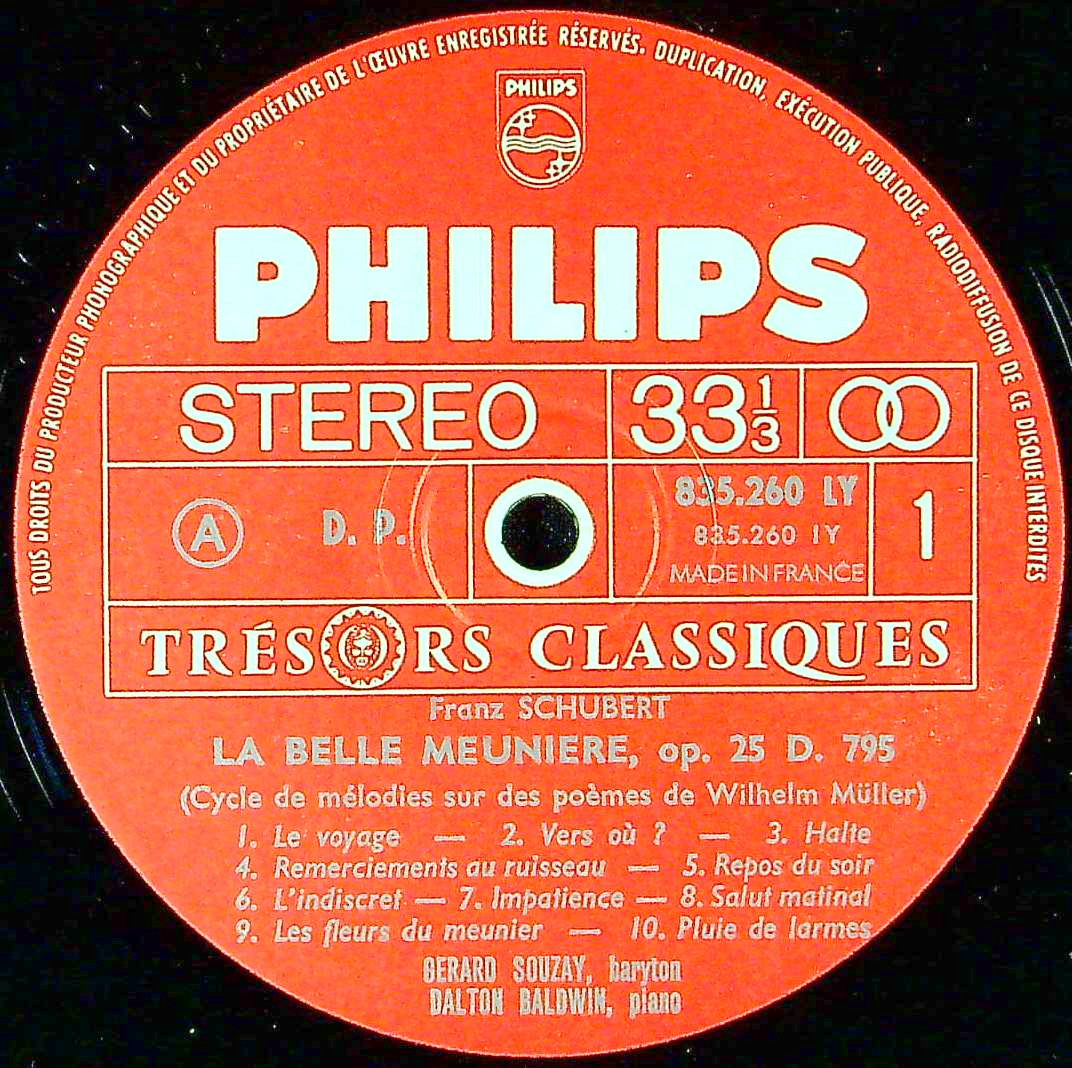 TOUS DROITS DU PRODUCTEUR PHONOGRAPHIQUE ET DU PROPRIÉTAIRE DE L'ŒUVRE ENREGISTRÉE RÉSERVÉS. DUPLICATION, EXÉCUTION PUBLIQUE, RADIODIFFUSION DE CE DISQUE INTERDITES
PHILIPS
PHILIPS
STEREO 33 1/3
A D. P. 835.260 LY 1
835.260 IY
MADE IN FRANCE
TRÉSORS CLASSIQUES
Franz SCHUBERT
LA BELLE MEUNIERE, op. 25 D. 795
(Cycle de mélodies sur des poèmes de Wilhelm Müller)
1. Le voyage — 2. Vers où ? — 3. Halte
4. Remerciements au ruisseau — 5. Repos du soir
6. L'indiscret — 7. Impatience — 8. Salut matinal
9. Les fleurs du meunier — 10. Pluie de larmes
GERARD SOUZAY, baryton
DALTON BALDWIN, piano